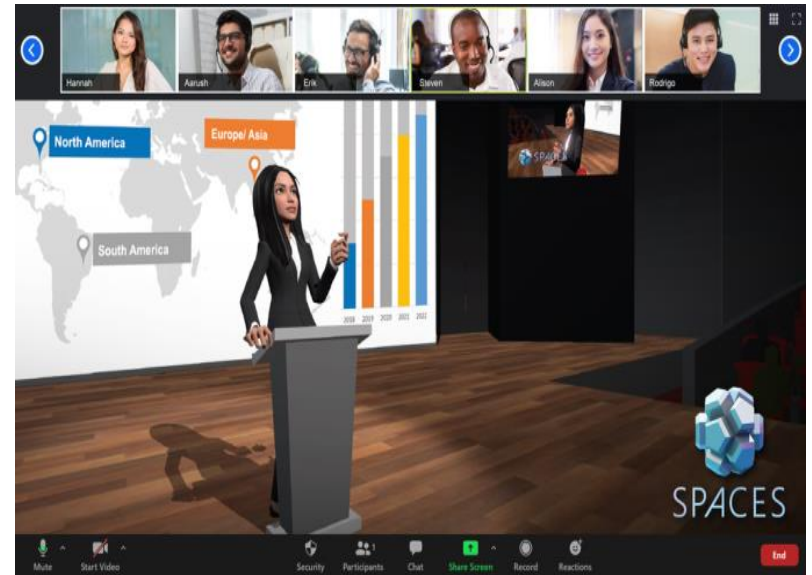 Hannah
Aarush
Erik
Steven
Alison
Rodrigo
North America
Europe/ Asia
South America
SPACES
2018 2019 2020 2021 2022
SPACES
Mute
Start Video
Security
Participants
Chat
Share Screen
Record
Reactions
End